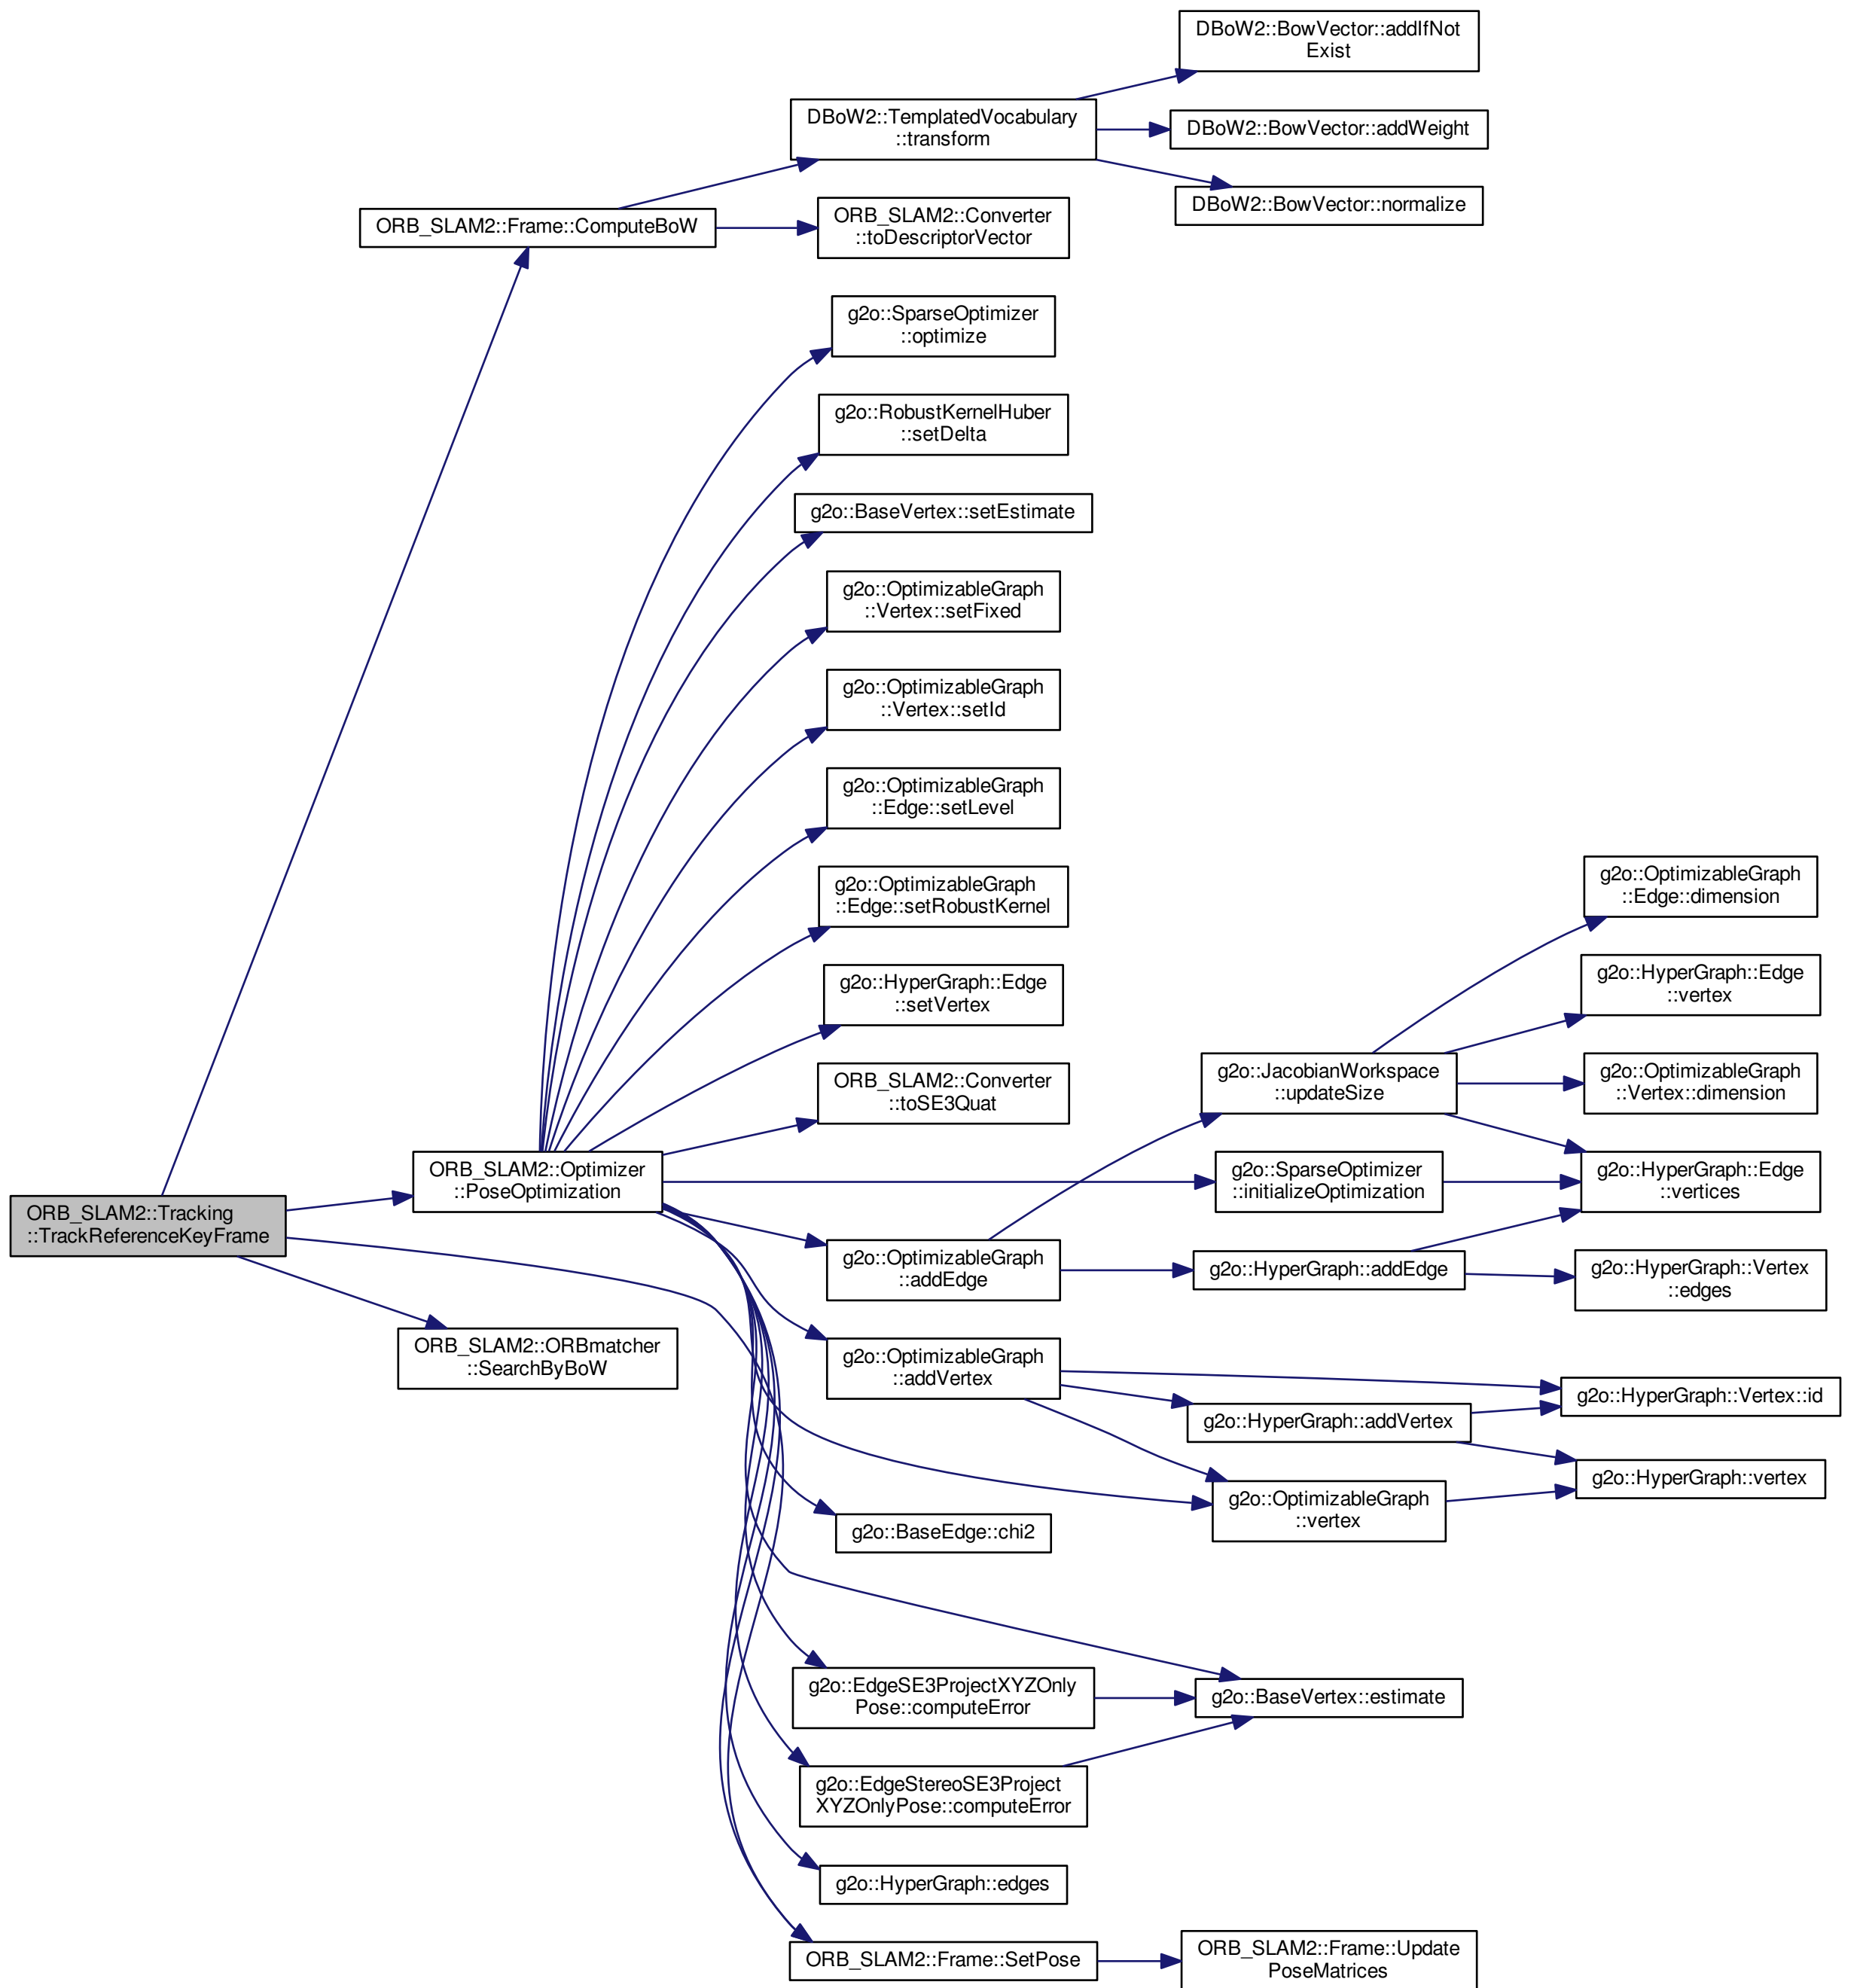 DBoW2::BowVector::addIfNot
Exist
DBoW2::TemplatedVocabulary
::transform
DBoW2::BowVector::addWeight
DBoW2::BowVector::normalize
ORB_SLAM2::Frame::ComputeBoW
ORB_SLAM2::Converter
::toDescriptorVector
g2o::SparseOptimizer
::optimize
g2o::RobustKernelHuber
::setDelta
g2o::BaseVertex::setEstimate
g2o::OptimizableGraph
::Vertex::setFixed
g2o::OptimizableGraph
::Vertex::setId
g2o::OptimizableGraph
::Edge::setLevel
g2o::OptimizableGraph
::Edge::setRobustKernel
g2o::OptimizableGraph
::Edge::dimension
g2o::HyperGraph::Edge
::setVertex
g2o::HyperGraph::Edge
::vertex
ORB_SLAM2::Converter
::toSE3Quat
g2o::JacobianWorkspace
::updateSize
g2o::OptimizableGraph
::Vertex::dimension
ORB_SLAM2::Optimizer
::PoseOptimization
g2o::SparseOptimizer
::initializeOptimization
g2o::HyperGraph::Edge
::vertices
ORB_SLAM2::Tracking
::TrackReferenceKeyFrame
g2o::OptimizableGraph
::addEdge
g2o::HyperGraph::addEdge
g2o::HyperGraph::Vertex
::edges
ORB_SLAM2::ORBmatcher
::SearchByBoW
g2o::OptimizableGraph
::addVertex
g2o::HyperGraph::Vertex::id
g2o::HyperGraph::addVertex
g2o::HyperGraph::vertex
g2o::OptimizableGraph
::vertex
g2o::BaseEdge::chi2
g2o::EdgeSE3ProjectXYZOnly
Pose::computeError
g2o::BaseVertex::estimate
g2o::EdgeStereoSE3Project
XYZOnlyPose::computeError
g2o::HyperGraph::edges
ORB_SLAM2::Frame::SetPose
ORB_SLAM2::Frame::Update
PoseMatrices